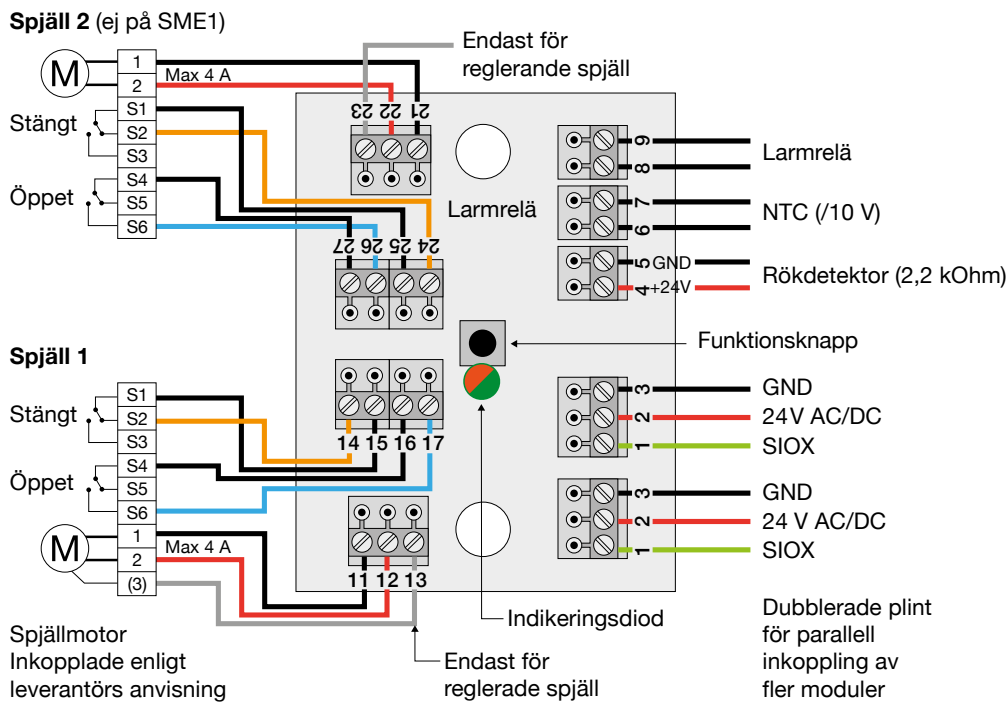 Spjäll 2 (ej på SME1)
M
1
2
S1
S2
S3
S4
S5
S6
Max 4 A
Stängt
Öppet
Endast för
reglerande spjäll
23
22
21
Larmrelä
27
26
25
24
9
8
Larmrelä
7
6
NTC (/10 V)
5 GND
4 +24V
Rökdetektor (2,2 kOhm)
Funktionsknapp
Spjäll 1
Stängt
Öppet
S1
S2
S3
S4
S5
S6
1
2
(3)
M
Max 4 A
14
15
16
17
11
12
13
3
GND
2
24V AC/DC
1
SIOX
3
GND
2
24 V AC/DC
1
SIOX
Indikeringsdiod
Endast för
reglerade spjäll
Spjällmotor
Inkopplade enligt
leverantörs anvisning
Dubblerade plint
för parallell
inkoppling av
fler moduler